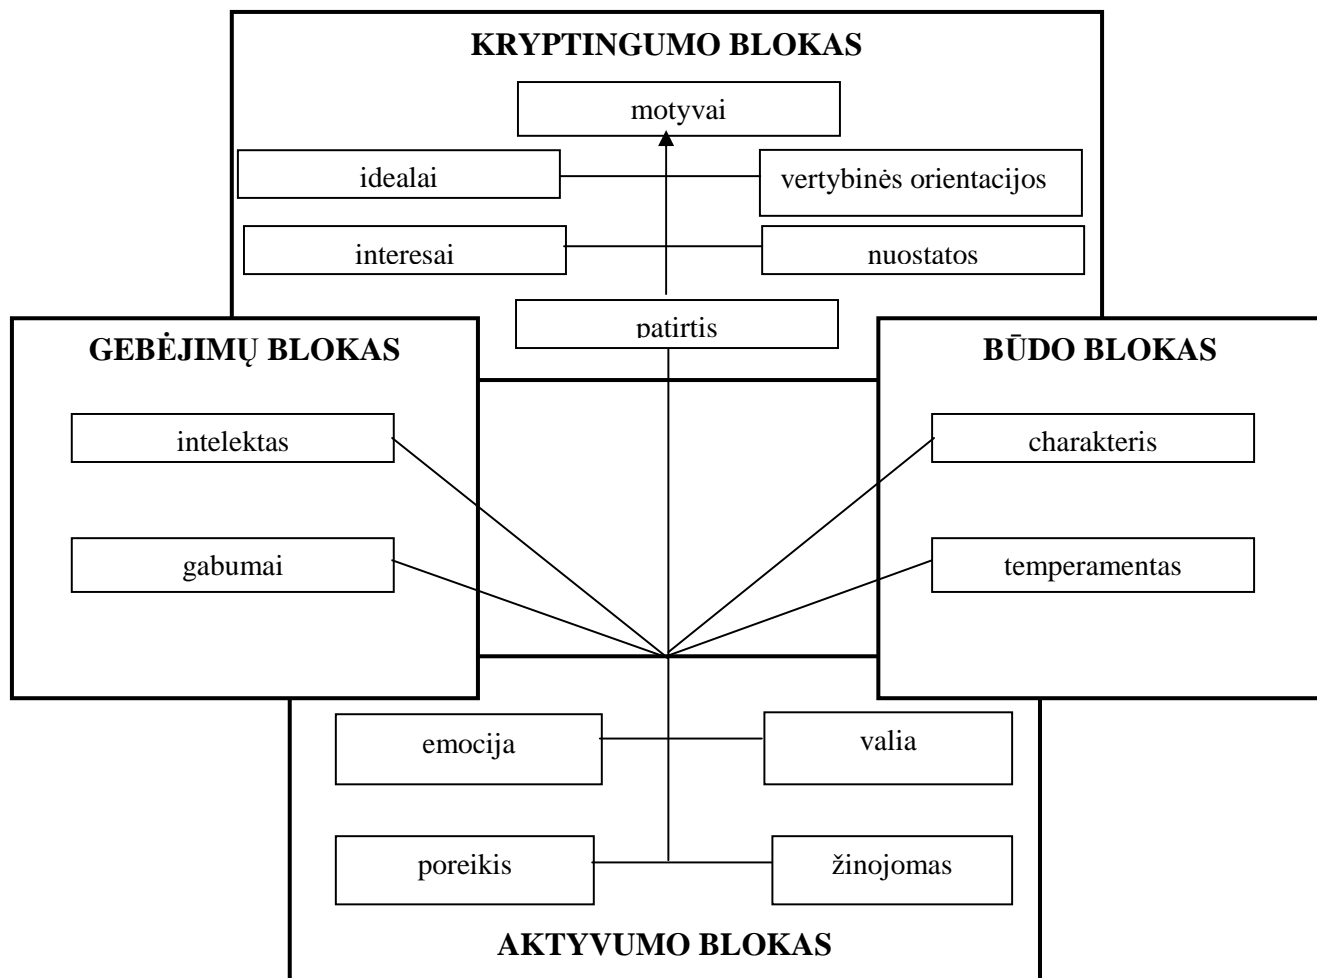 KRYPTINGUMO BLOKAS
motyvai
idealai
vertybinės orientacijos
interesai
nuostatos
patirtis
GEBĖJIMŲ BLOKAS
BŪDO BLOKAS
intelektas
charakteris
gabumai
temperamentas
emocija
valia
poreikis
žinojomas
AKTYVUMO BLOKAS